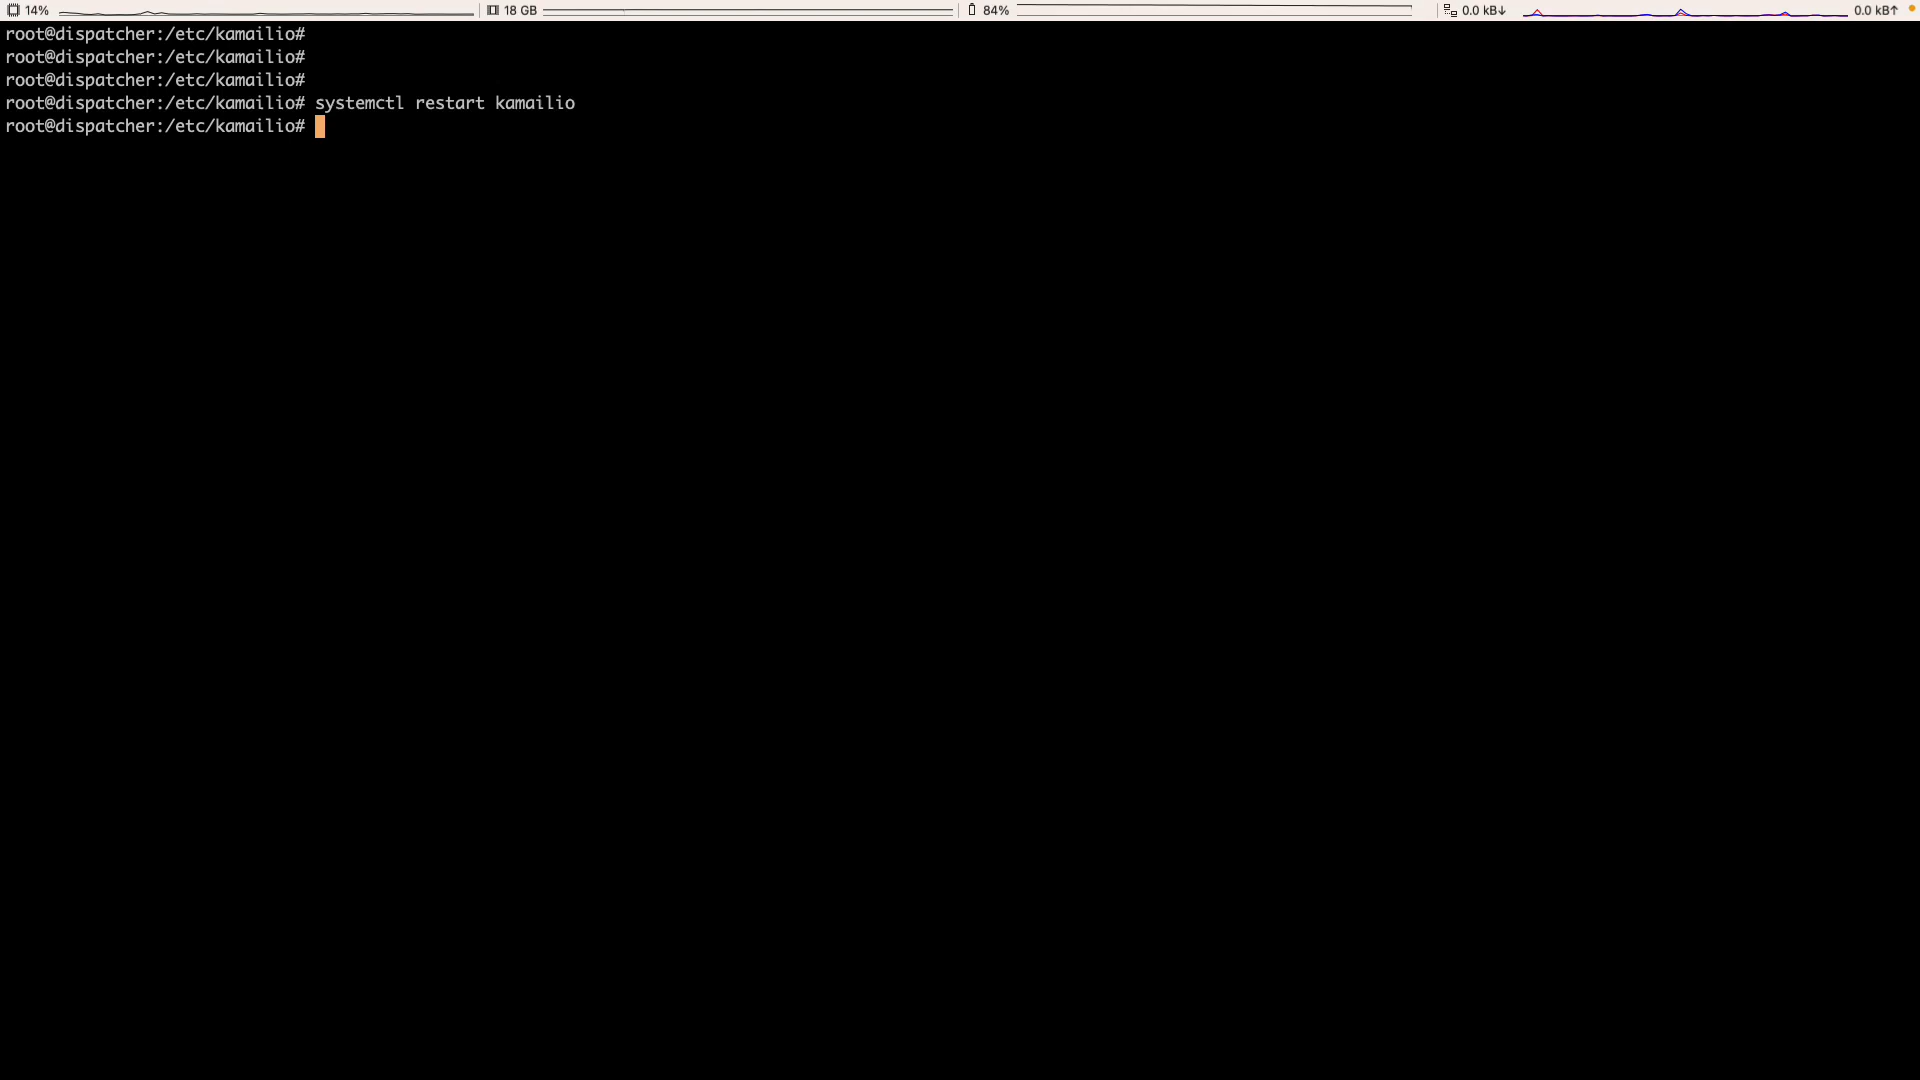 14% 18 GB 84% 0.0 kB↓ 0.0 kB↑
root@dispatcher:/etc/kamailio#
root@dispatcher:/etc/kamailio#
root@dispatcher:/etc/kamailio#
root@dispatcher:/etc/kamailio# systemctl restart kamailio
root@dispatcher:/etc/kamailio#